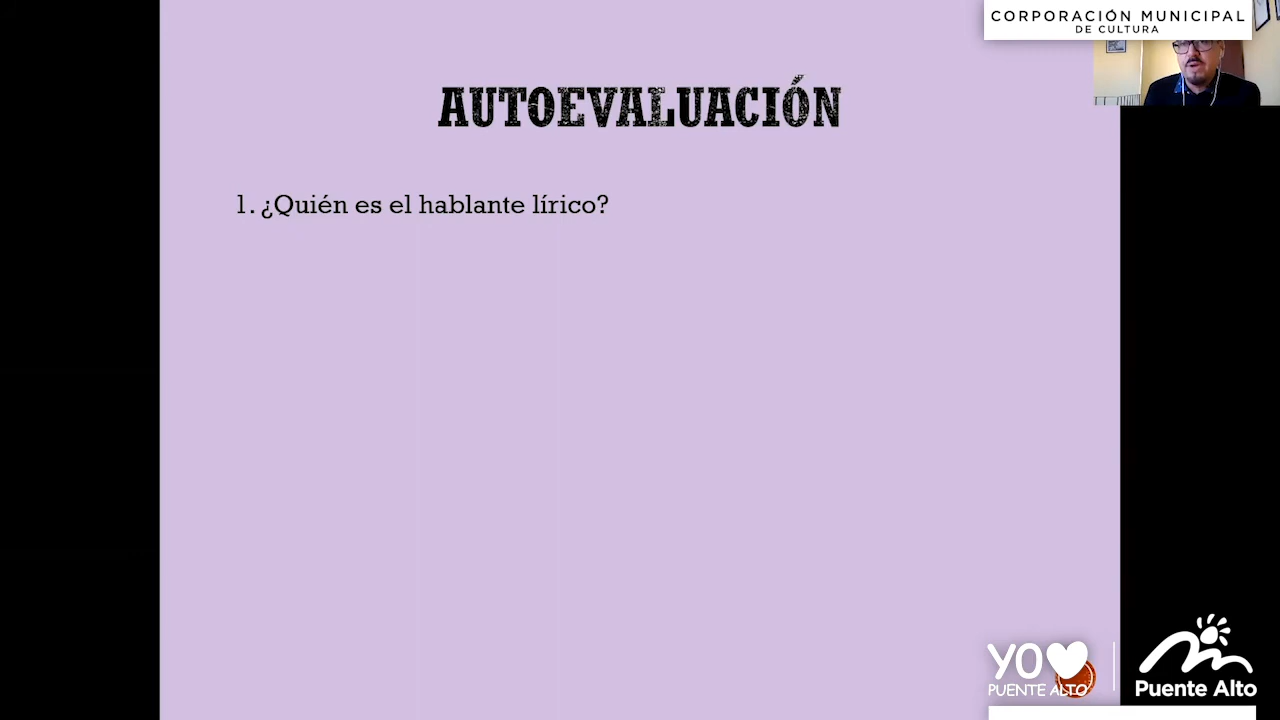 CORPORACIÓN MUNICIPAL
DE CULTURA
AUTOEVALUACIÓN
1. ¿Quién es el hablante lírico?
YO
PUENTE ALTO
Puente Alto